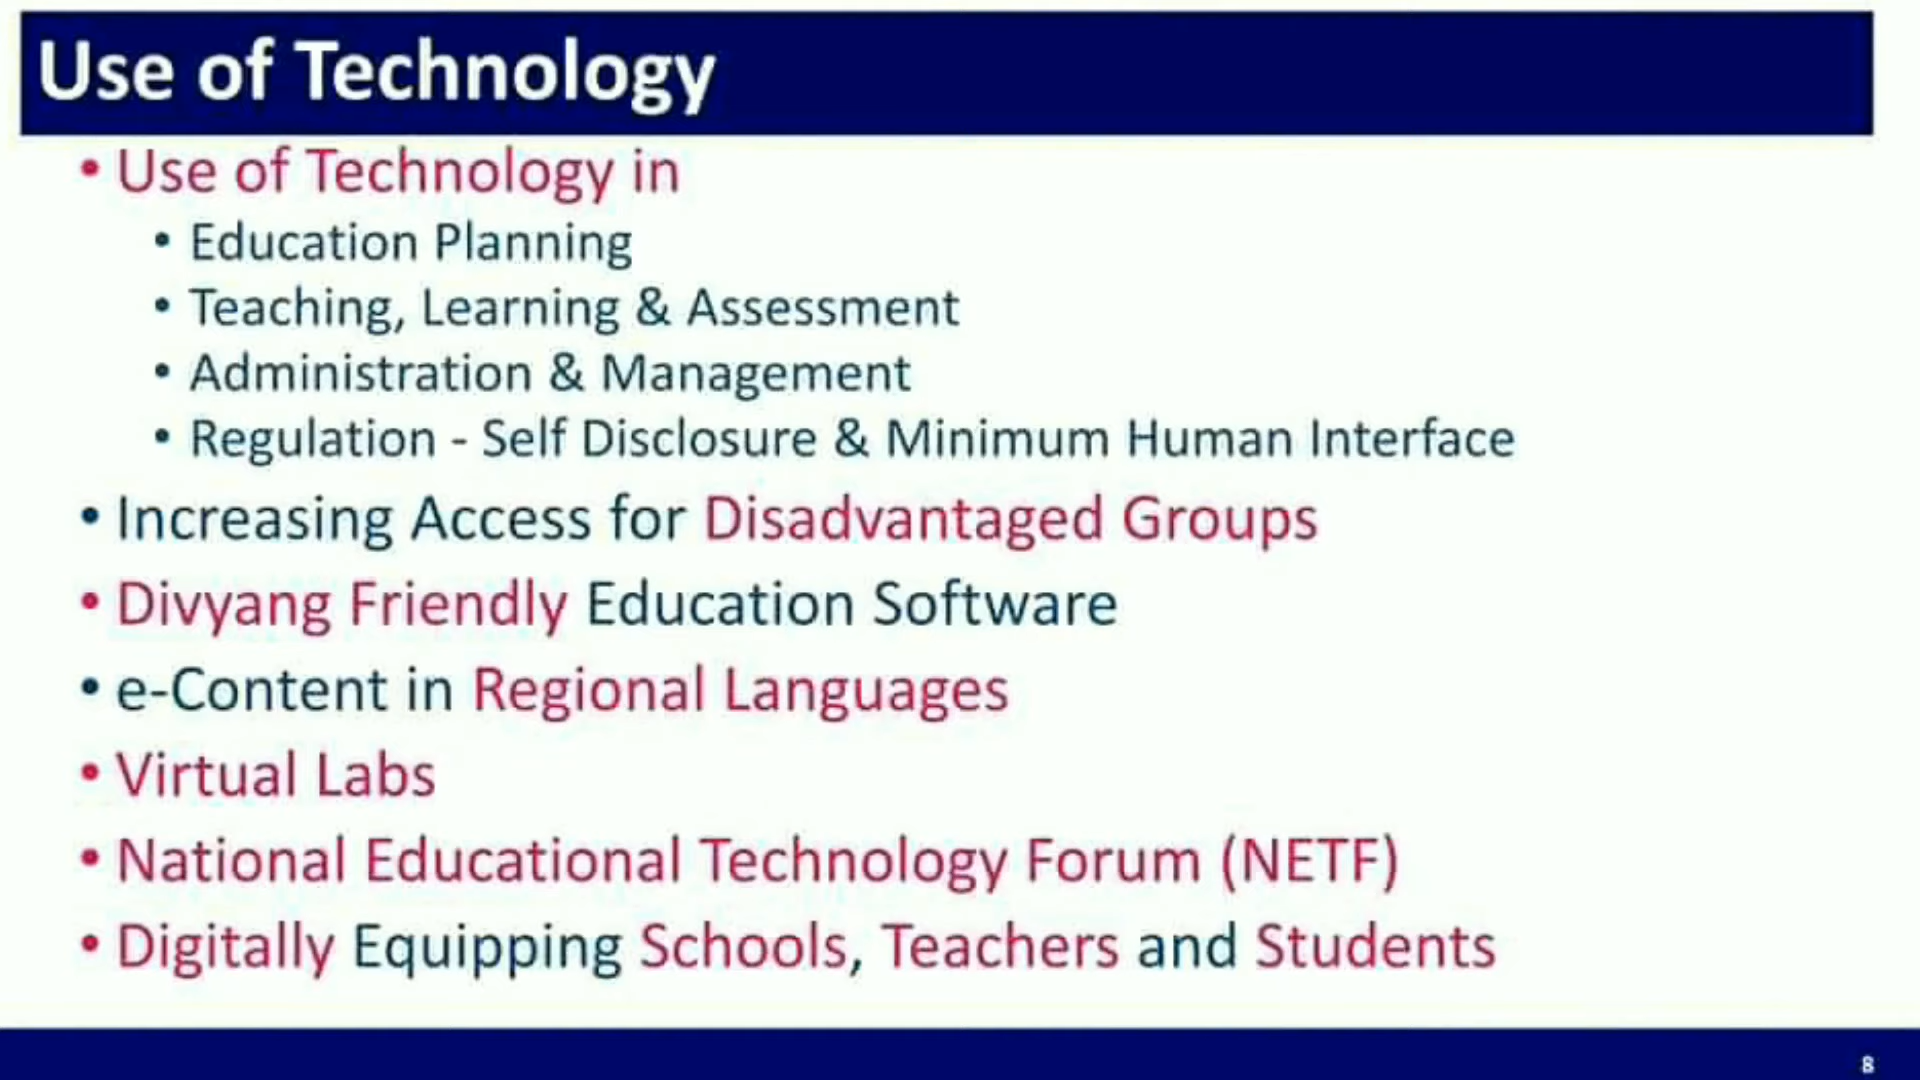 Use of Technology
• Use of Technology in
• Education Planning
• Teaching, Learning & Assessment
• Administration & Management
• Regulation - Self Disclosure & Minimum Human Interface
• Increasing Access for Disadvantaged Groups
• Divyang Friendly Education Software
• e-Content in Regional Languages
• Virtual Labs
• National Educational Technology Forum (NETF)
• Digitally Equipping Schools, Teachers and Students
8